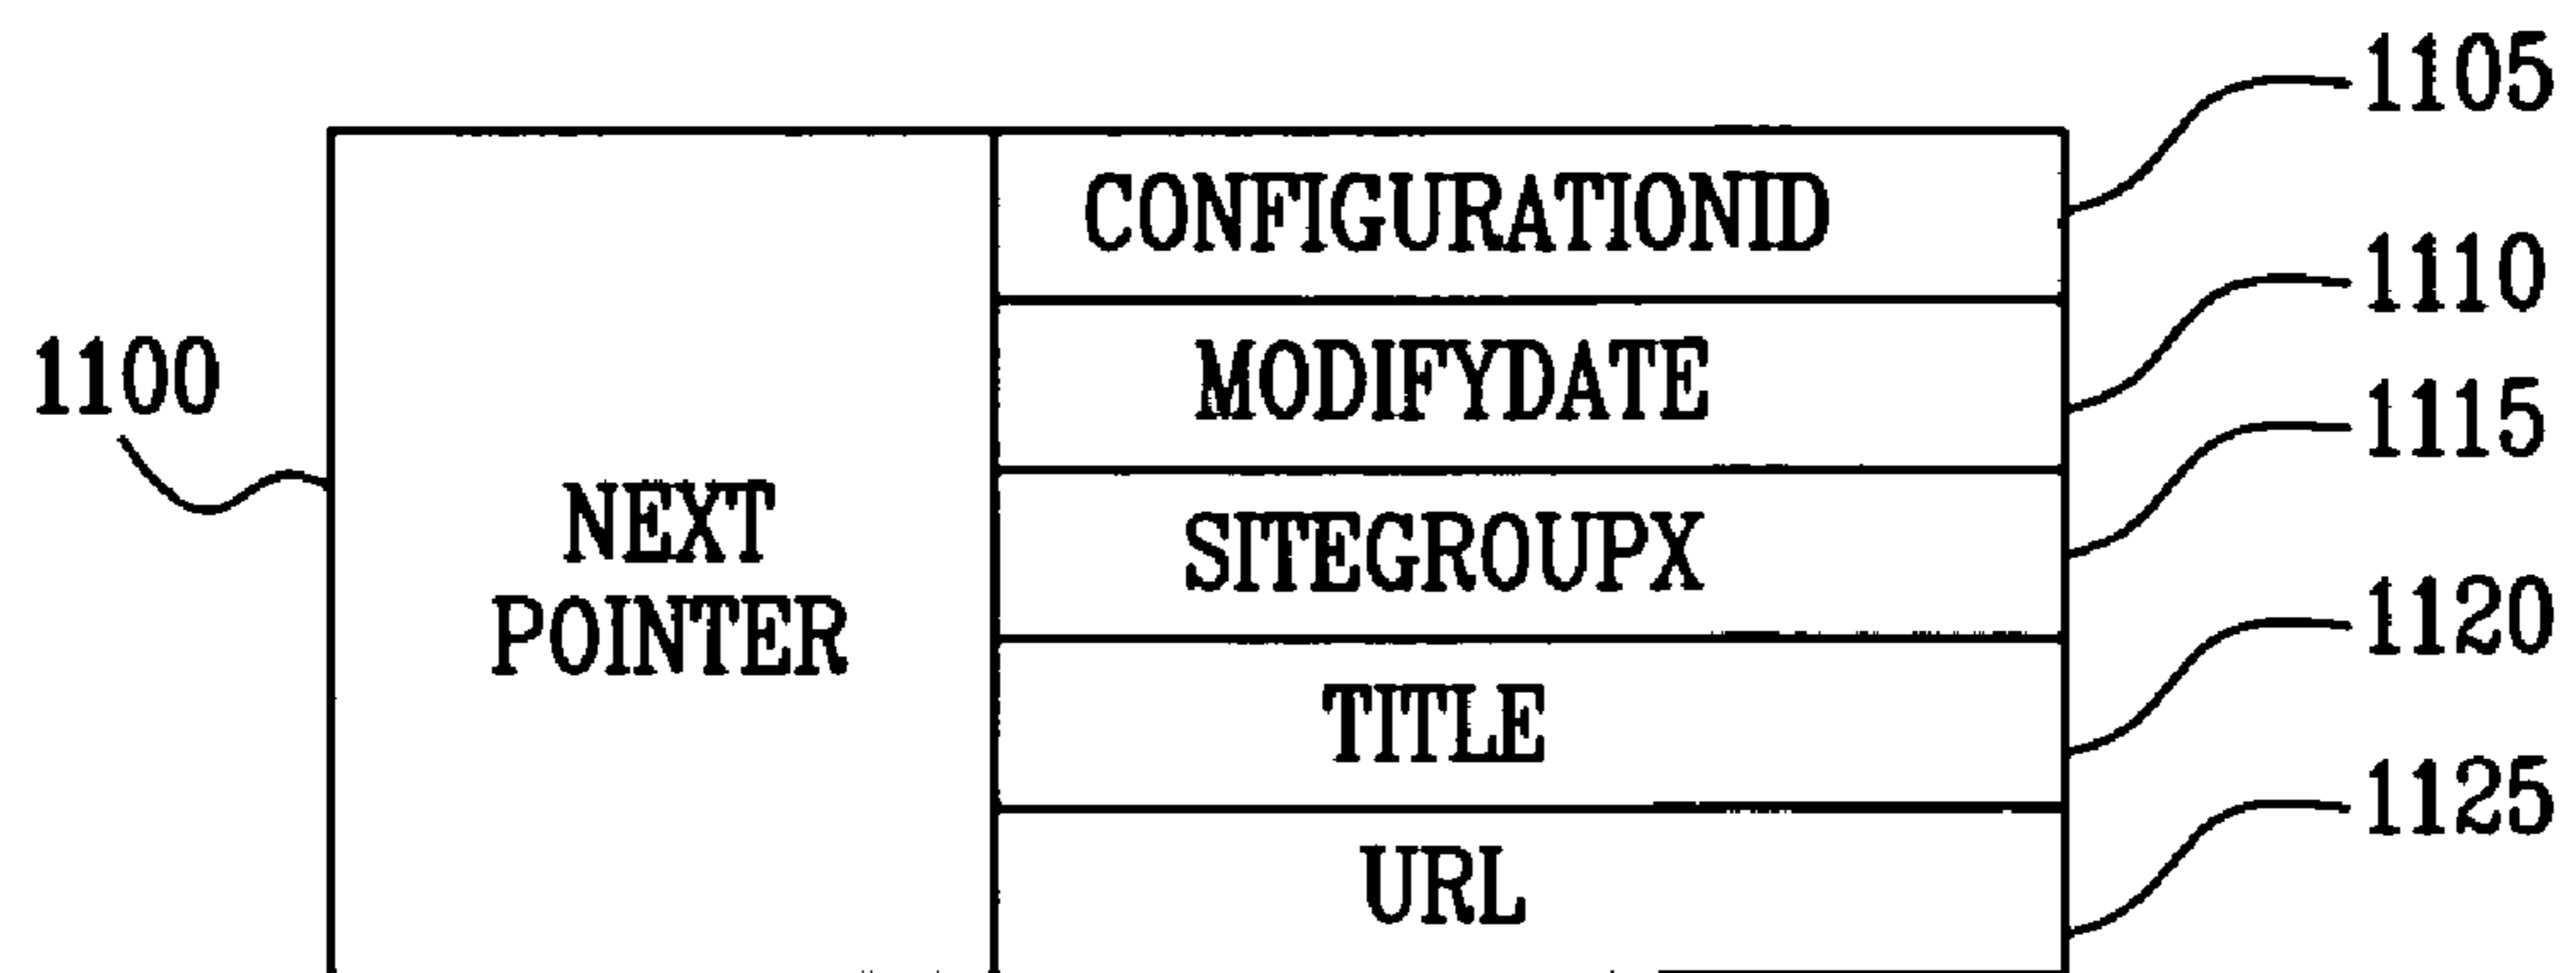 1105
CONFIGURATIONID
1110
MODIFYDATE
1100
1115
NEXT
POINTER
SITEGROUPX
1120
TITLE
1125
URL